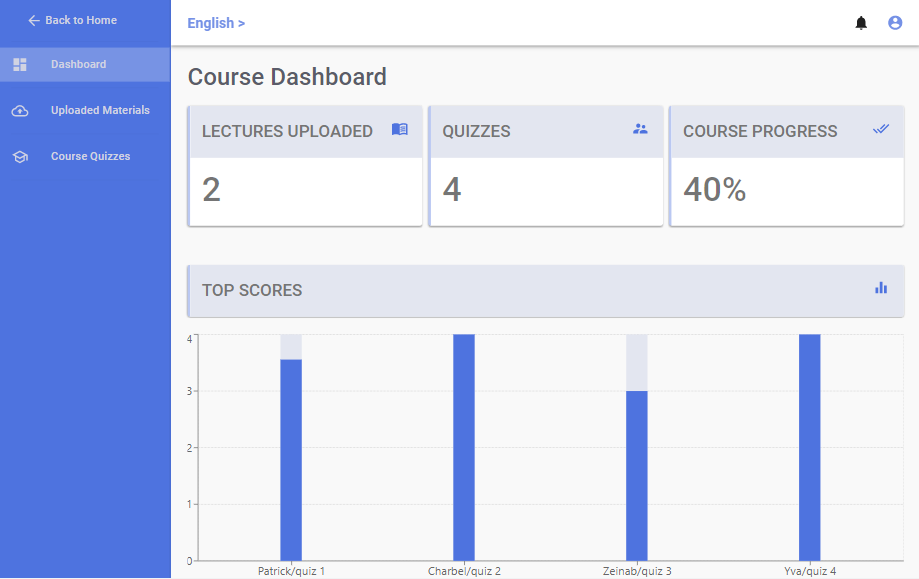 Back to Home
Dashboard
Uploaded Materials
Course Quizzes
English >
Course Dashboard
LECTURES UPLOADED
2
QUIZZES
4
COURSE PROGRESS
40%
TOP SCORES
4
3
2
1
0
Patrick/quiz 1
Charbel/quiz 2
Zeinab/quiz 3
Yva/quiz 4